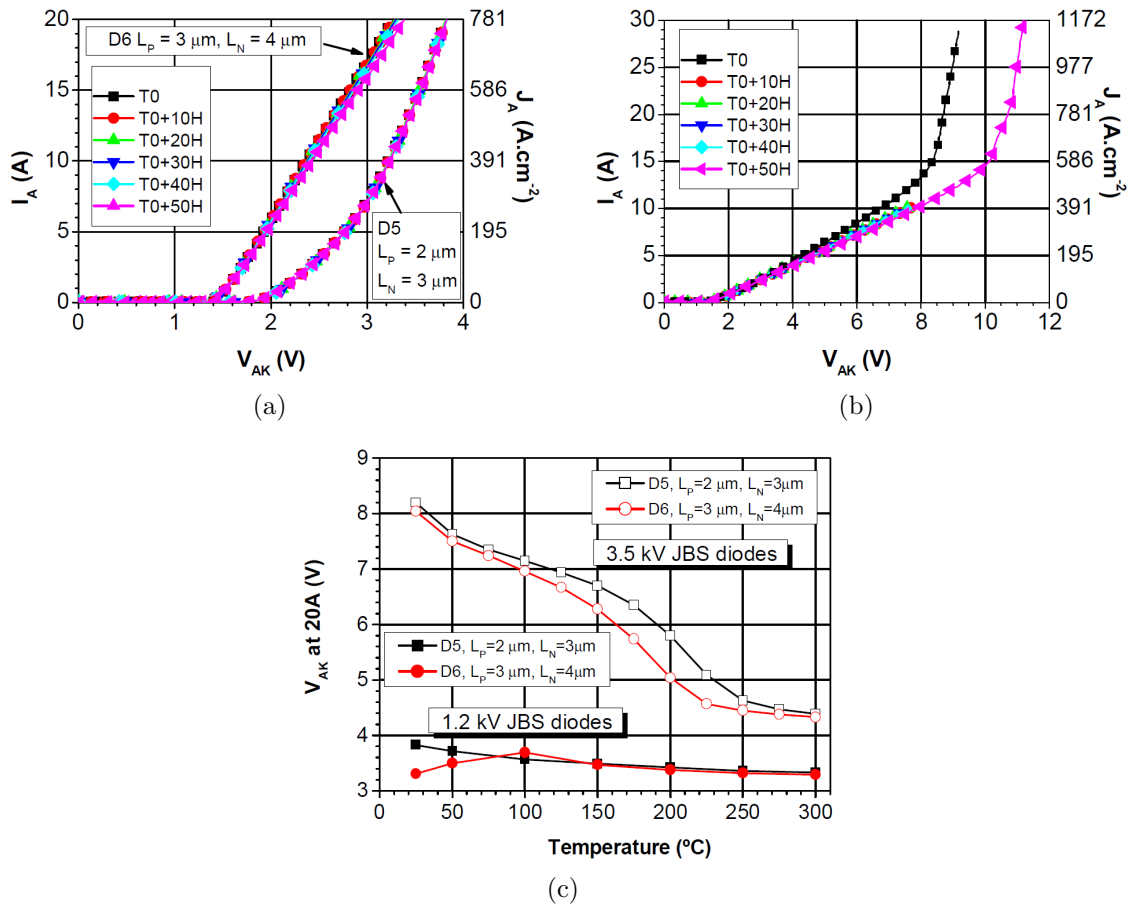 20
15
10
5
0
I_A (A)
781
586
391
195
0
J_A (A.cm⁻²)
D6 L_P = 3 μm, L_N = 4 μm
T0
T0+10H
T0+20H
T0+30H
T0+40H
T0+50H
D5
L_P = 2 μm
L_N = 3 μm
0 1 2 3 4
V_AK (V)
(a)
30
25
20
15
10
5
0
I_A (A)
1172
977
781
586
391
195
0
J_A (A.cm⁻²)
T0
T0+10H
T0+20H
T0+30H
T0+40H
T0+50H
0 2 4 6 8 10 12
V_AK (V)
(b)
9
8
7
6
5
4
3
V_AK at 20A (V)
D5, L_P=2 μm, L_N=3μm
D6, L_P=3 μm, L_N=4μm
3.5 kV JBS diodes
D5, L_P=2 μm, L_N=3μm
D6, L_P=3 μm, L_N=4μm
1.2 kV JBS diodes
0 50 100 150 200 250 300
Temperature (ºC)
(c)